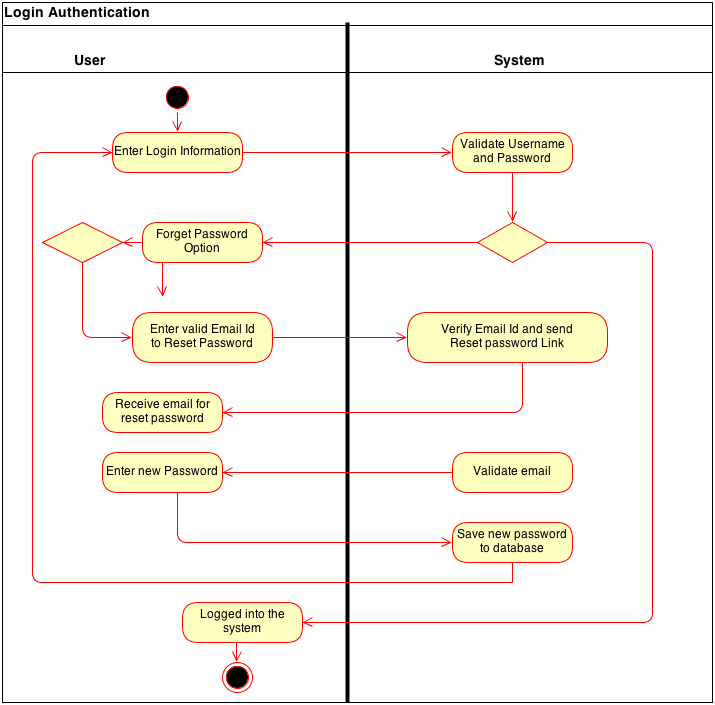 Login Authentication
User
System
Enter Login Information
Validate Username
and Password
Forget Password
Option
Enter valid Email Id
to Reset Password
Verify Email Id and send
Reset password Link
Receive email for
reset password
Enter new Password
Validate email
Save new password
to database
Logged into the
system